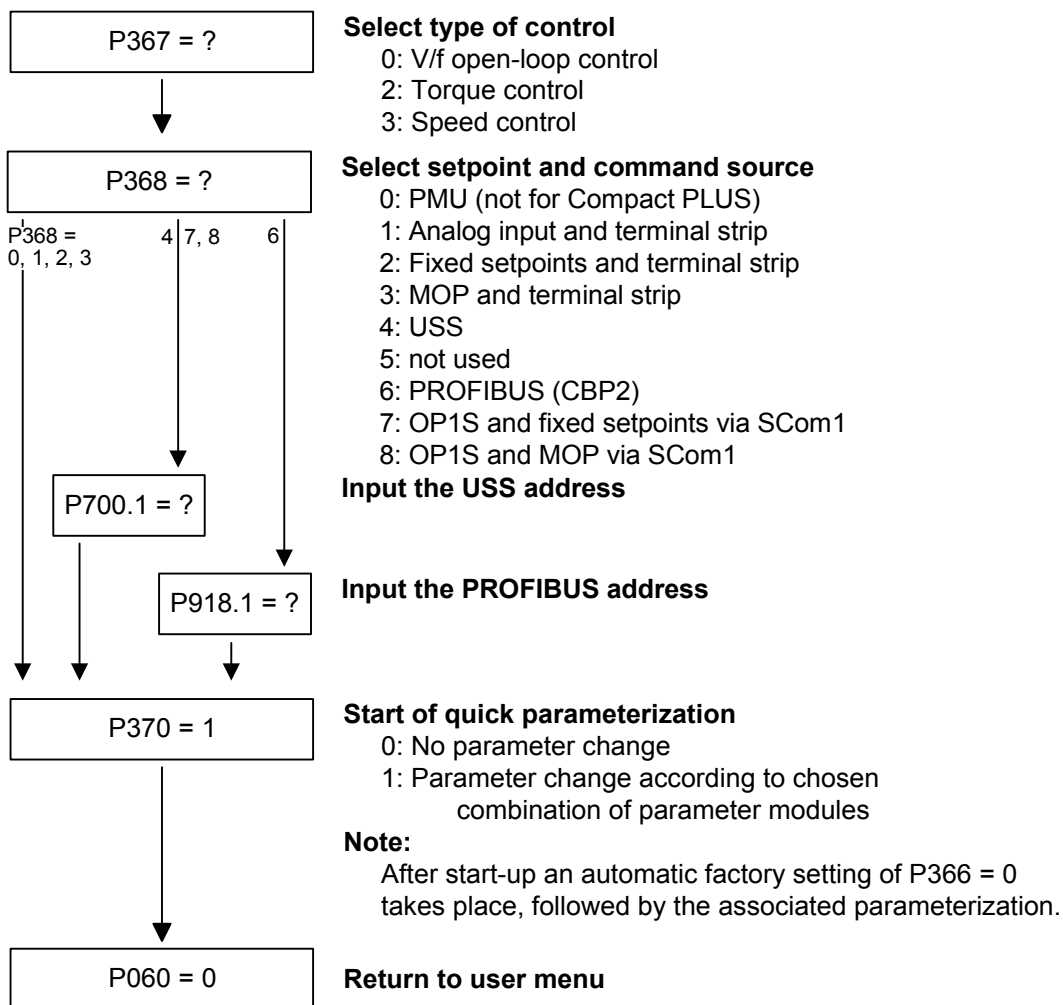 P367 = ?
Select type of control
0: V/f open-loop control
2: Torque control
3: Speed control
P368 = ?
Select setpoint and command source
0: PMU (not for Compact PLUS)
1: Analog input and terminal strip
2: Fixed setpoints and terminal strip
3: MOP and terminal strip
4: USS
5: not used
6: PROFIBUS (CBP2)
7: OP1S and fixed setpoints via SCom1
8: OP1S and MOP via SCom1
P368 =
0, 1, 2, 3
4
7, 8
6
P700.1 = ?
Input the USS address
P918.1 = ?
Input the PROFIBUS address
P370 = 1
Start of quick parameterization
0: No parameter change
1: Parameter change according to chosen
combination of parameter modules
Note:
After start-up an automatic factory setting of P366 = 0
takes place, followed by the associated parameterization.
P060 = 0
Return to user menu